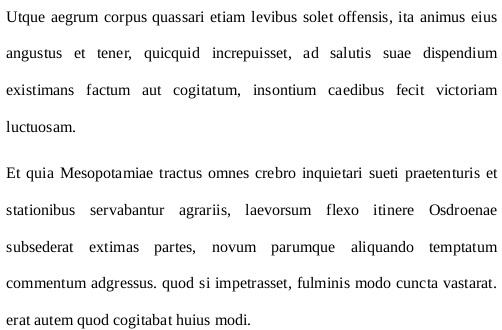 Utque aegrum corpus quassari etiam levibus solet offensis, ita animus eius
angustus et tener, quicquid increpuisset, ad salutis suae dispendium
existimans factum aut cogitatum, insontium caedibus fecit victoriam
luctuosam.
Et quia Mesopotamiae tractus omnes crebro inquietari sueti praetenturis et
stationibus servabantur agrariis, laevorsum flexo itinere Osdroenae
subsederat extimas partes, novum parumque aliquando temptatum
commentum adgressus. quod si impetrasset, fulminis modo cuncta vastarat.
erat autem quod cogitabat huius modi.